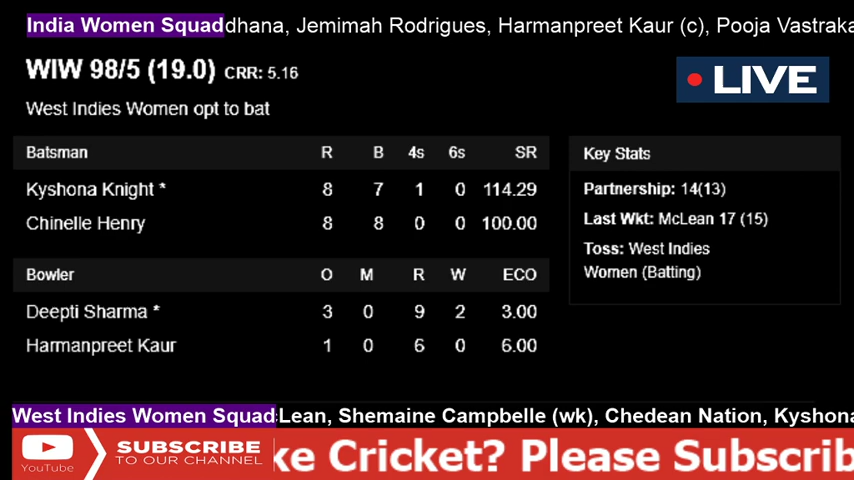 India Women Squad dhana, Jemimah Rodrigues, Harmanpreet Kaur (c), Pooja Vastraka
WIW 98/5 (19.0) CRR: 5.16
LIVE
West Indies Women opt to bat
Batsman R B 4s 6s SR
Kyshona Knight * 8 7 1 0 114.29
Chinelle Henry 8 8 0 0 100.00
Key Stats
Partnership: 14(13)
Last Wkt: McLean 17 (15)
Toss: West Indies
Women (Batting)
Bowler O M R W ECO
Deepti Sharma * 3 0 9 2 3.00
Harmanpreet Kaur 1 0 6 0 6.00
West Indies Women Squad: Lean, Shemaine Campbelle (wk), Chedean Nation, Kyshona
YouTube
SUBSCRIBE
TO OUR CHANNEL
ke Cricket? Please Subscrib